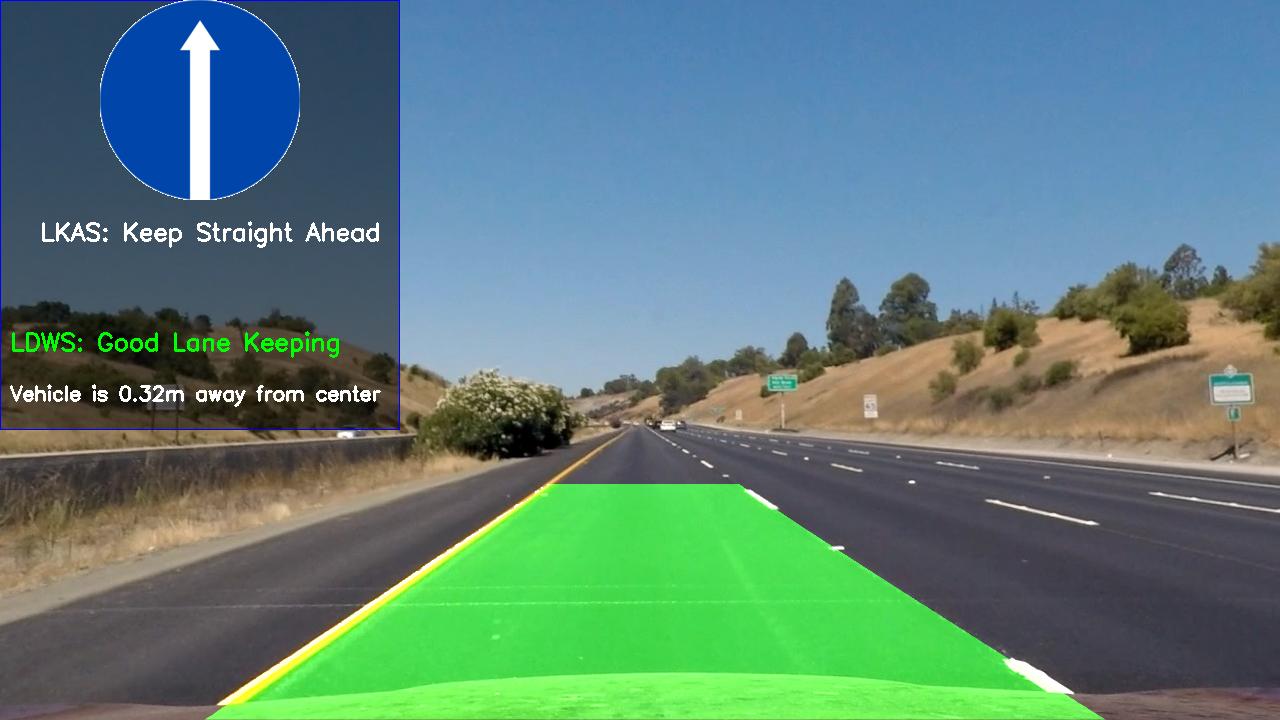 LKAS: Keep Straight Ahead
LDWS: Good Lane Keeping
Vehicle is 0.32m away from center